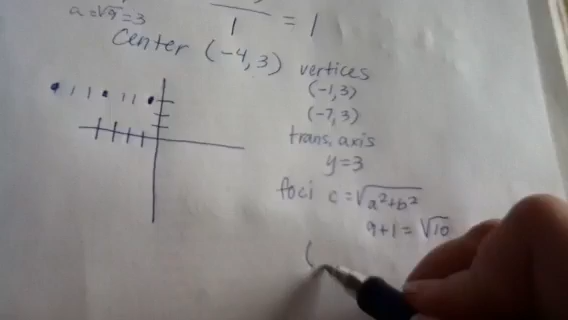 a = √9 = 3
1 = 1
Center (-4,3)
vertices
(-1,3)
(-7,3)
trans. axis
y=3
foci c = √a²+b²
9+1 = √10
(